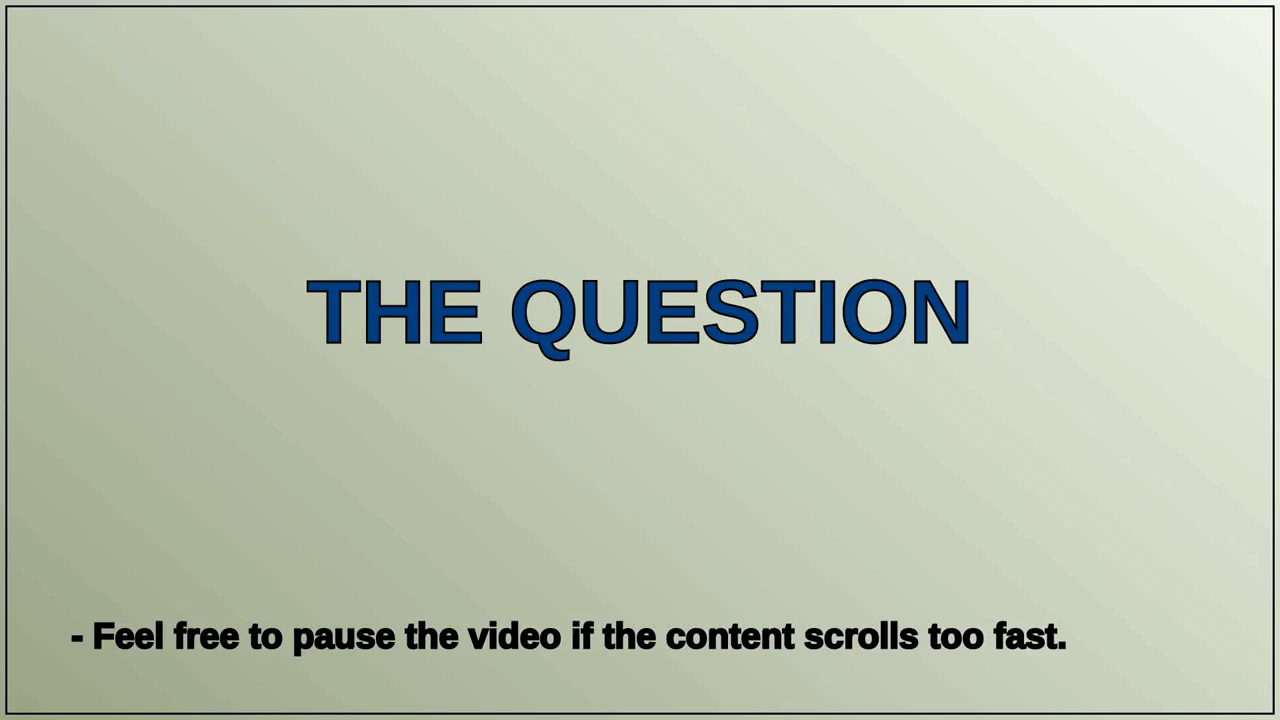 THE QUESTION
- Feel free to pause the video if the content scrolls too fast.